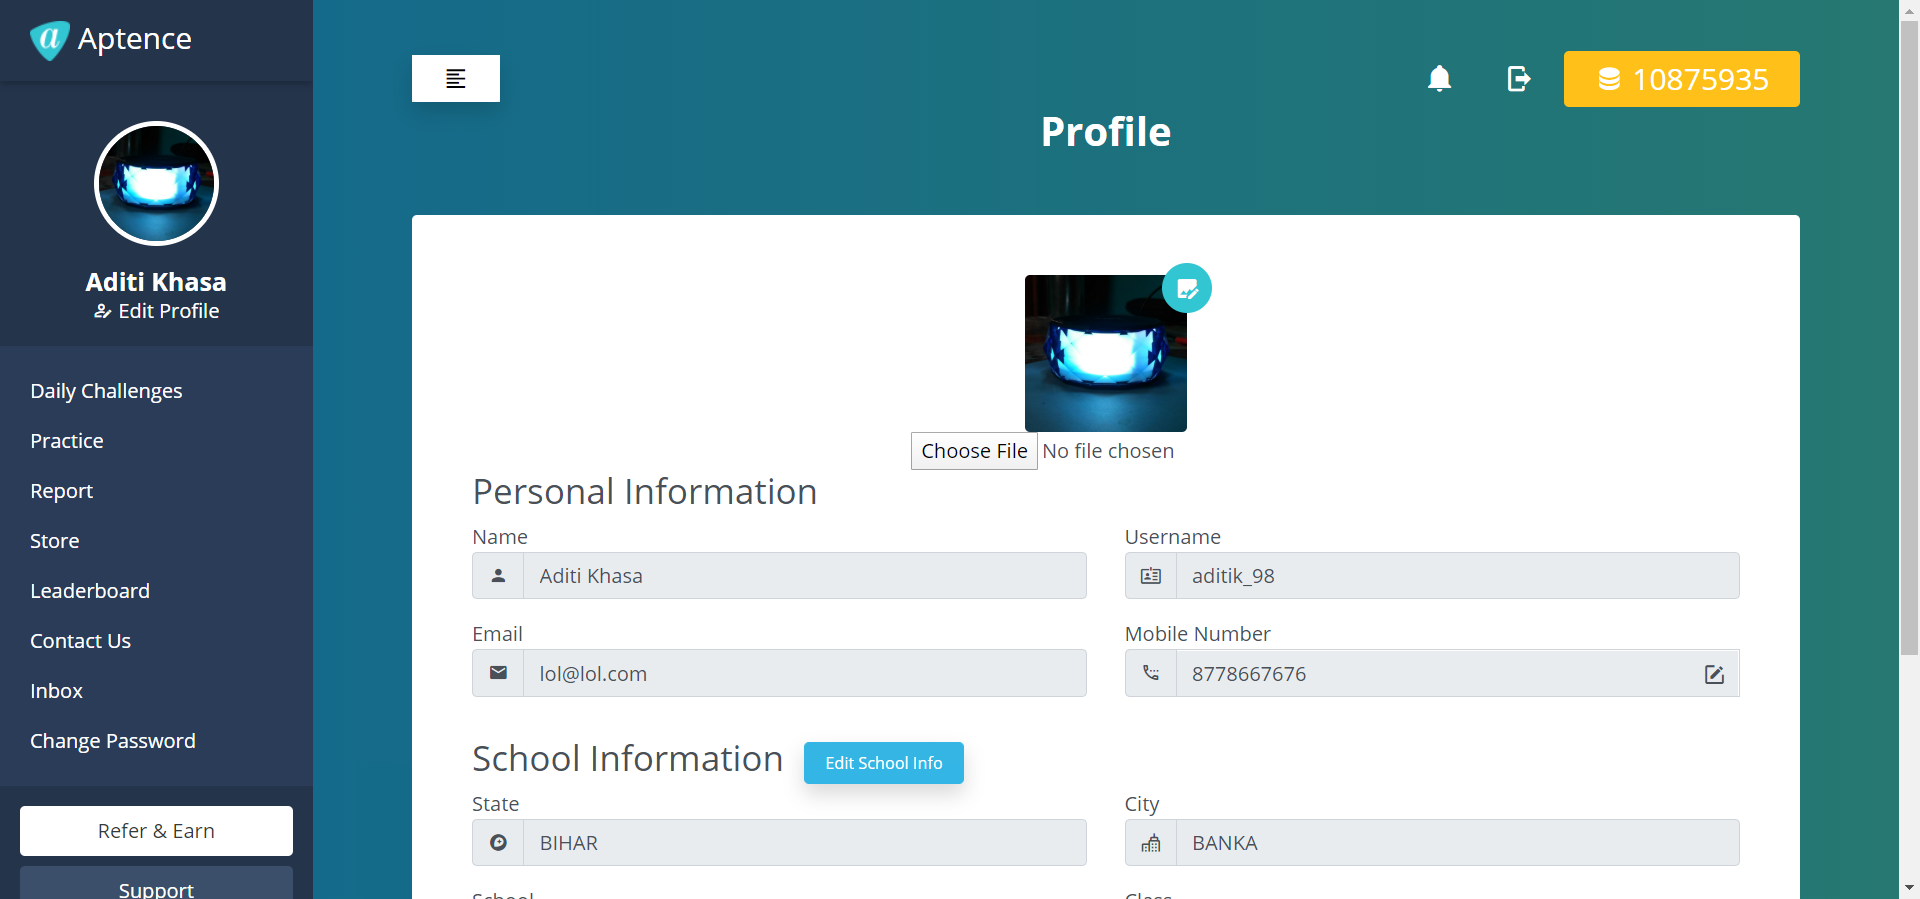 Aptence
Aditi Khasa
Edit Profile
Daily Challenges
Practice
Report
Store
Leaderboard
Contact Us
Inbox
Change Password
Refer & Earn
Support
10875935
Profile
Choose File No file chosen
Personal Information
Name
Aditi Khasa
Username
aditik_98
Email
lol@lol.com
Mobile Number
8778667676
School Information
Edit School Info
State
BIHAR
City
BANKA
School
Class